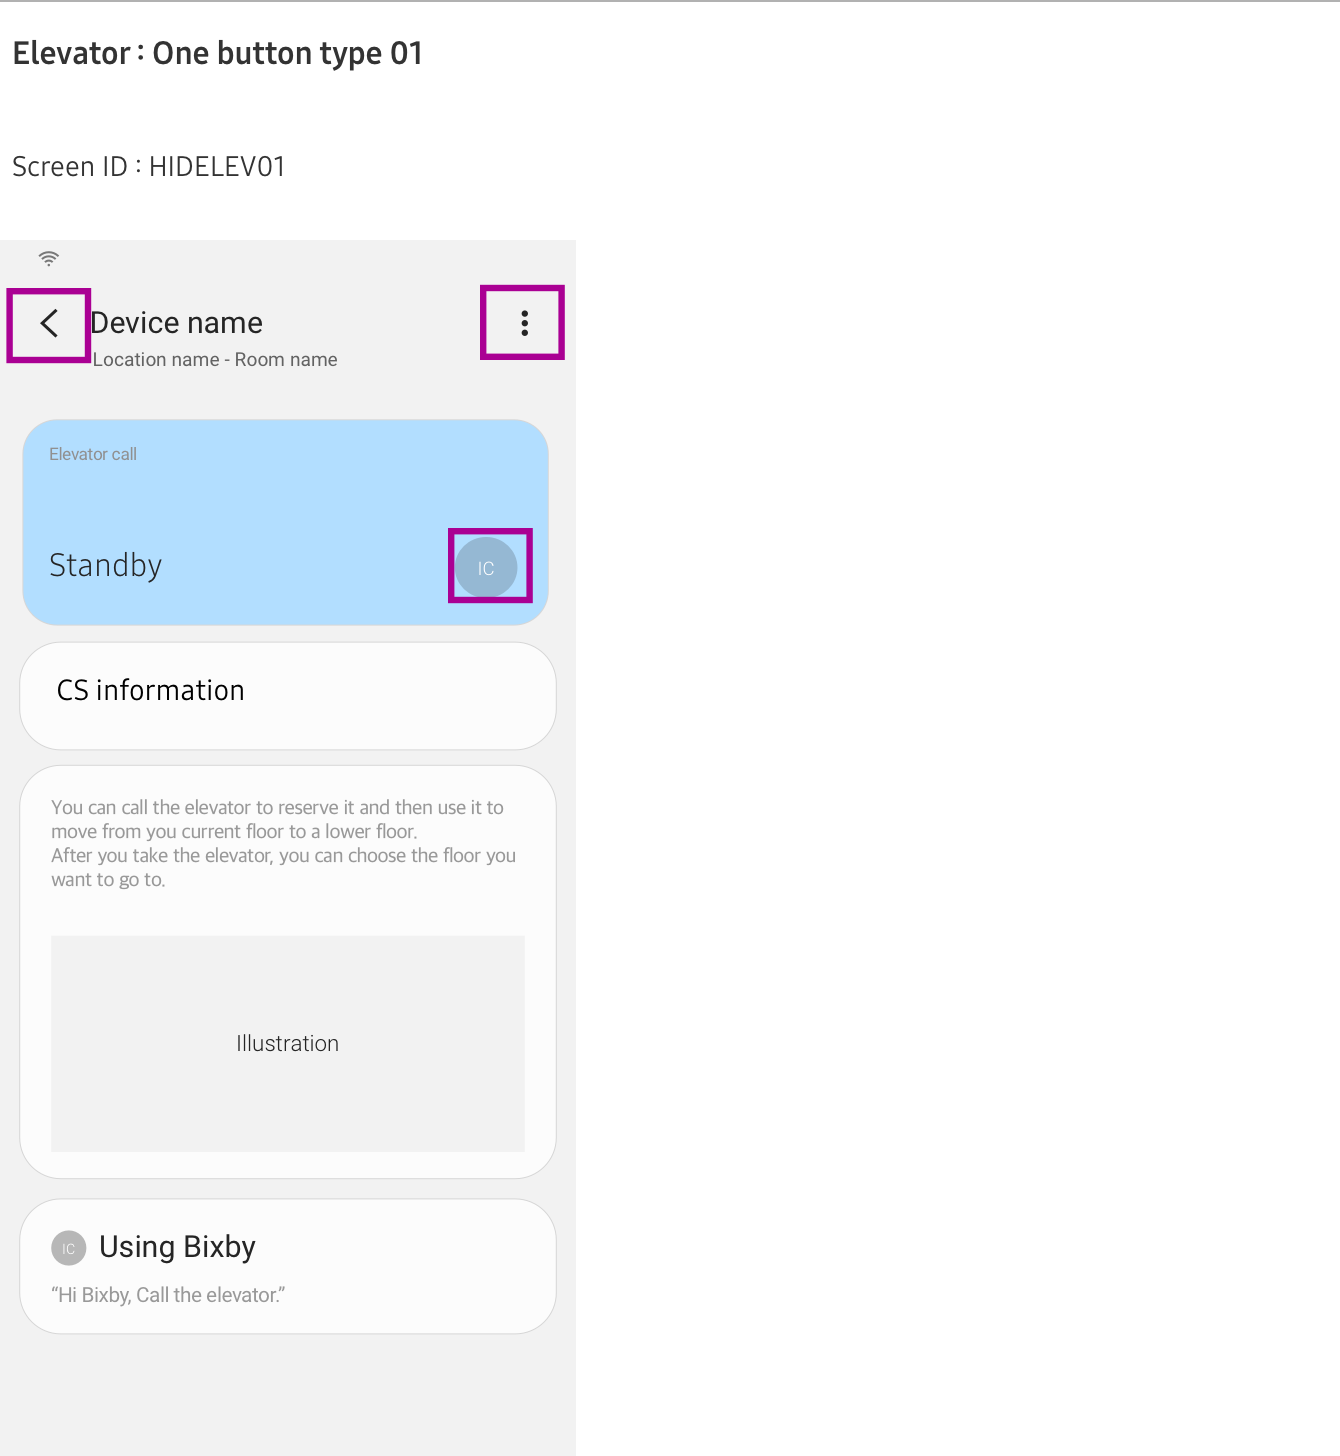 Elevator : One button type 01
Screen ID : HIDELEV01
Device name
Location name - Room name
Elevator call
Standby
IC
CS information
You can call the elevator to reserve it and then use it to
move from you current floor to a lower floor.
After you take the elevator, you can choose the floor you
want to go to.
Illustration
IC Using Bixby
“Hi Bixby, Call the elevator.”